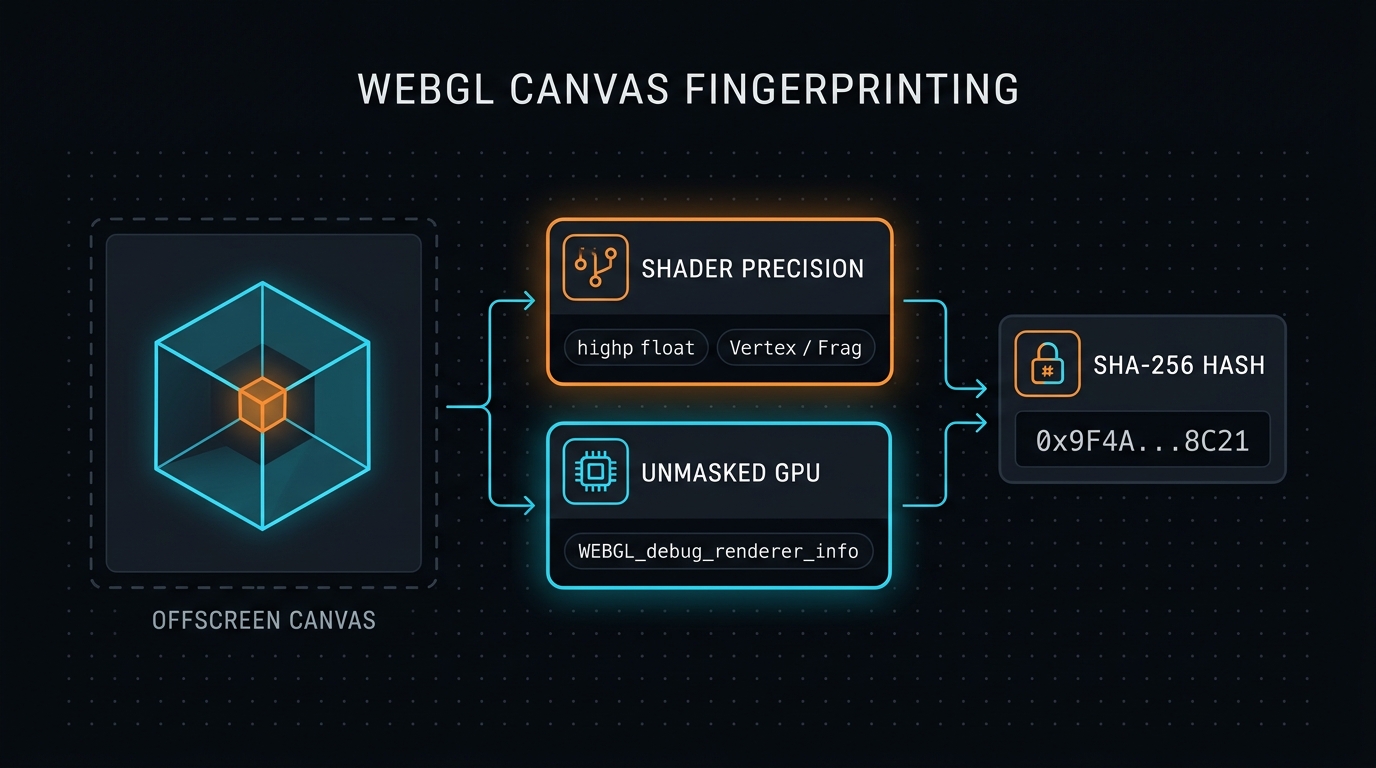 WEBGL CANVAS FINGERPRINTING
OFFSCREEN CANVAS
SHADER PRECISION
highp float
Vertex / Frag
UNMASKED GPU
WEBGL_debug_renderer_info
SHA-256 HASH
#
0x9F4A...8C21